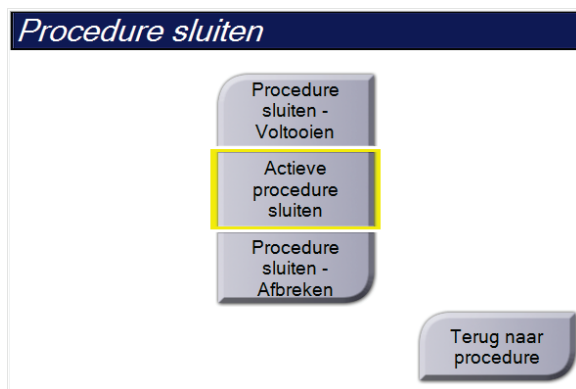 Procedure sluiten
Procedure
sluiten -
Voltooien
Actieve
procedure
sluiten
Procedure
sluiten -
Afbreken
Terug naar
procedure